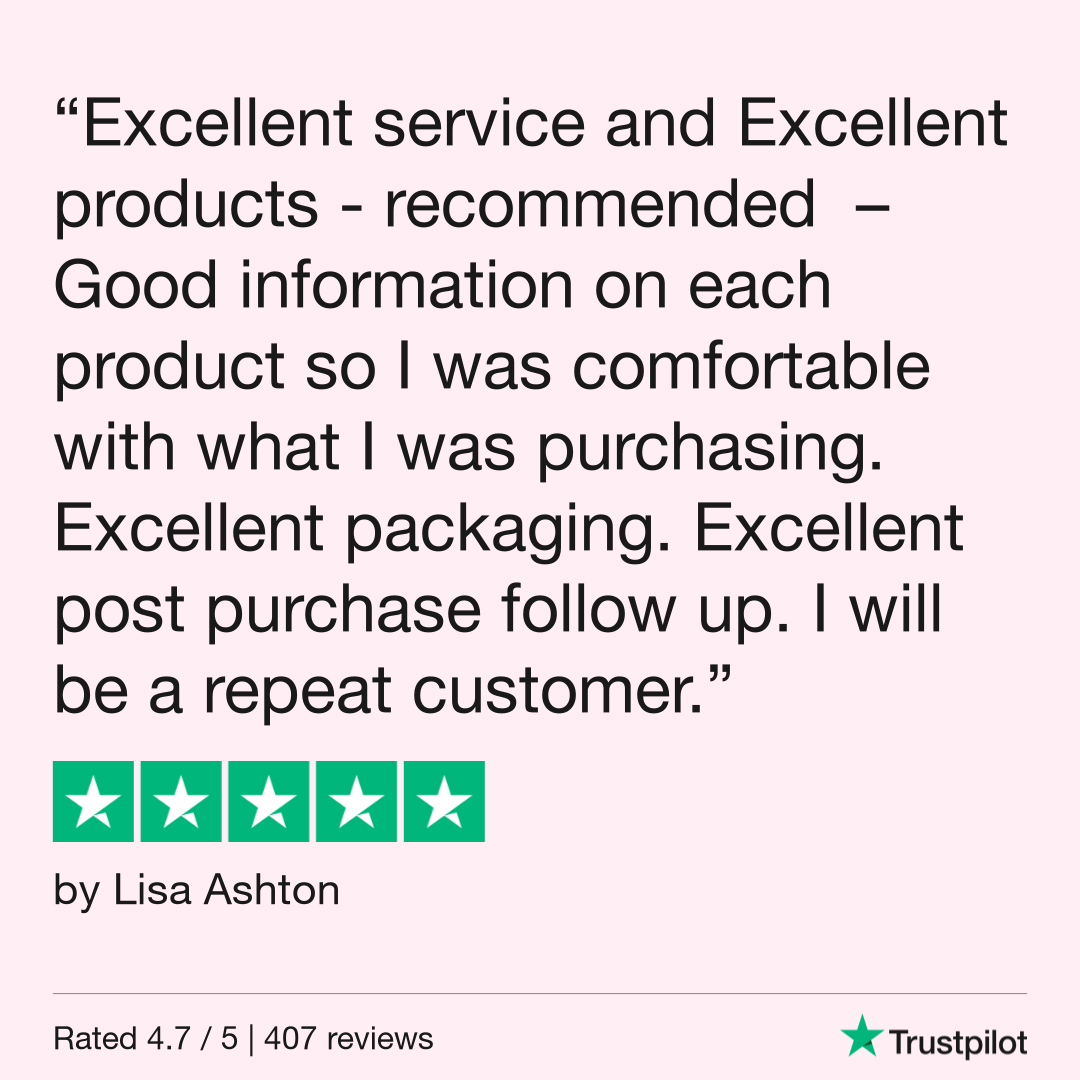 “Excellent service and Excellent
products - recommended  –
Good information on each
product so I was comfortable
with what I was purchasing.
Excellent packaging. Excellent
post purchase follow up. I will
be a repeat customer.”
by Lisa Ashton
Rated 4.7 / 5 | 407 reviews
Trustpilot